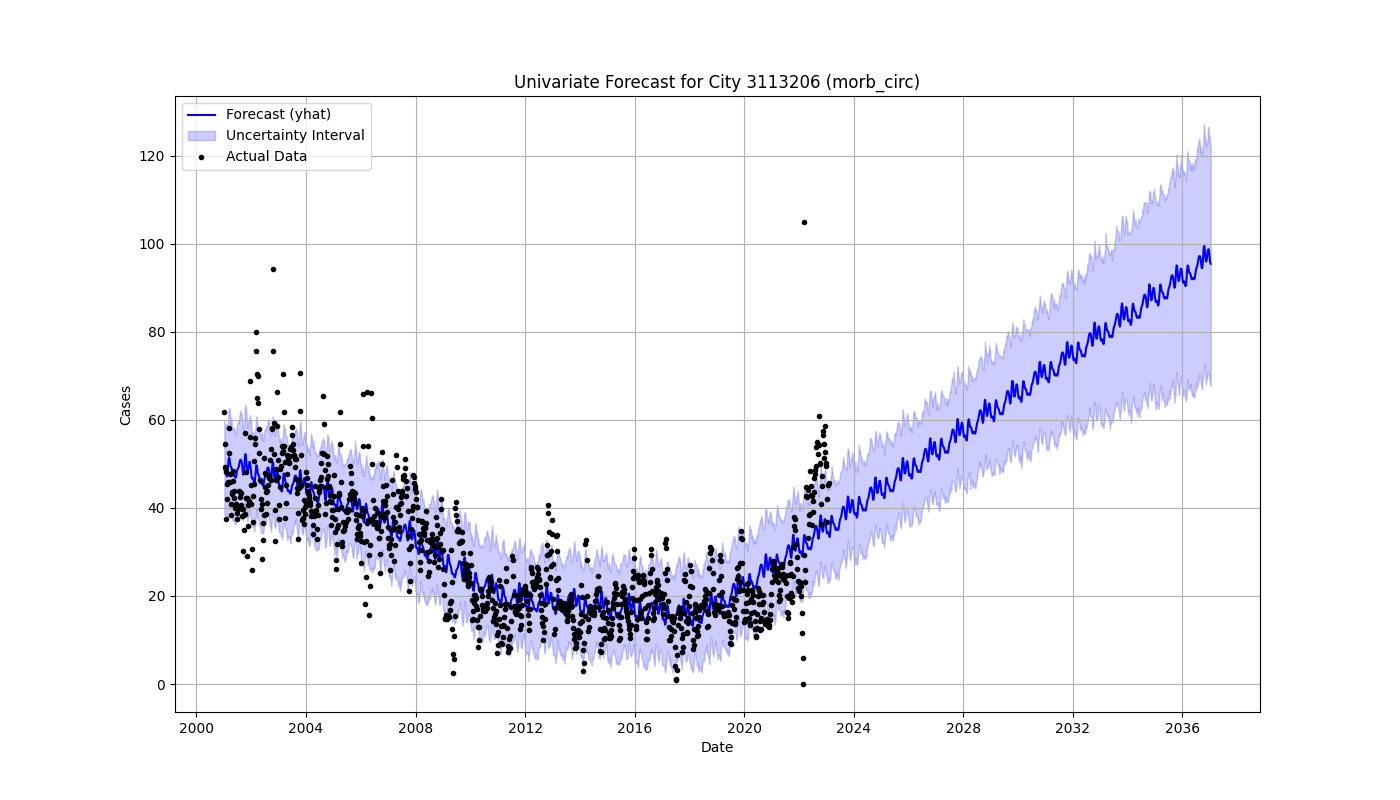 Univariate Forecast for City 3113206 (morb_circ)
Forecast (yhat)
Uncertainty Interval
Actual Data
120
100
80
60
40
20
0
Cases
2000 2004 2008 2012 2016 2020 2024 2028 2032 2036
Date